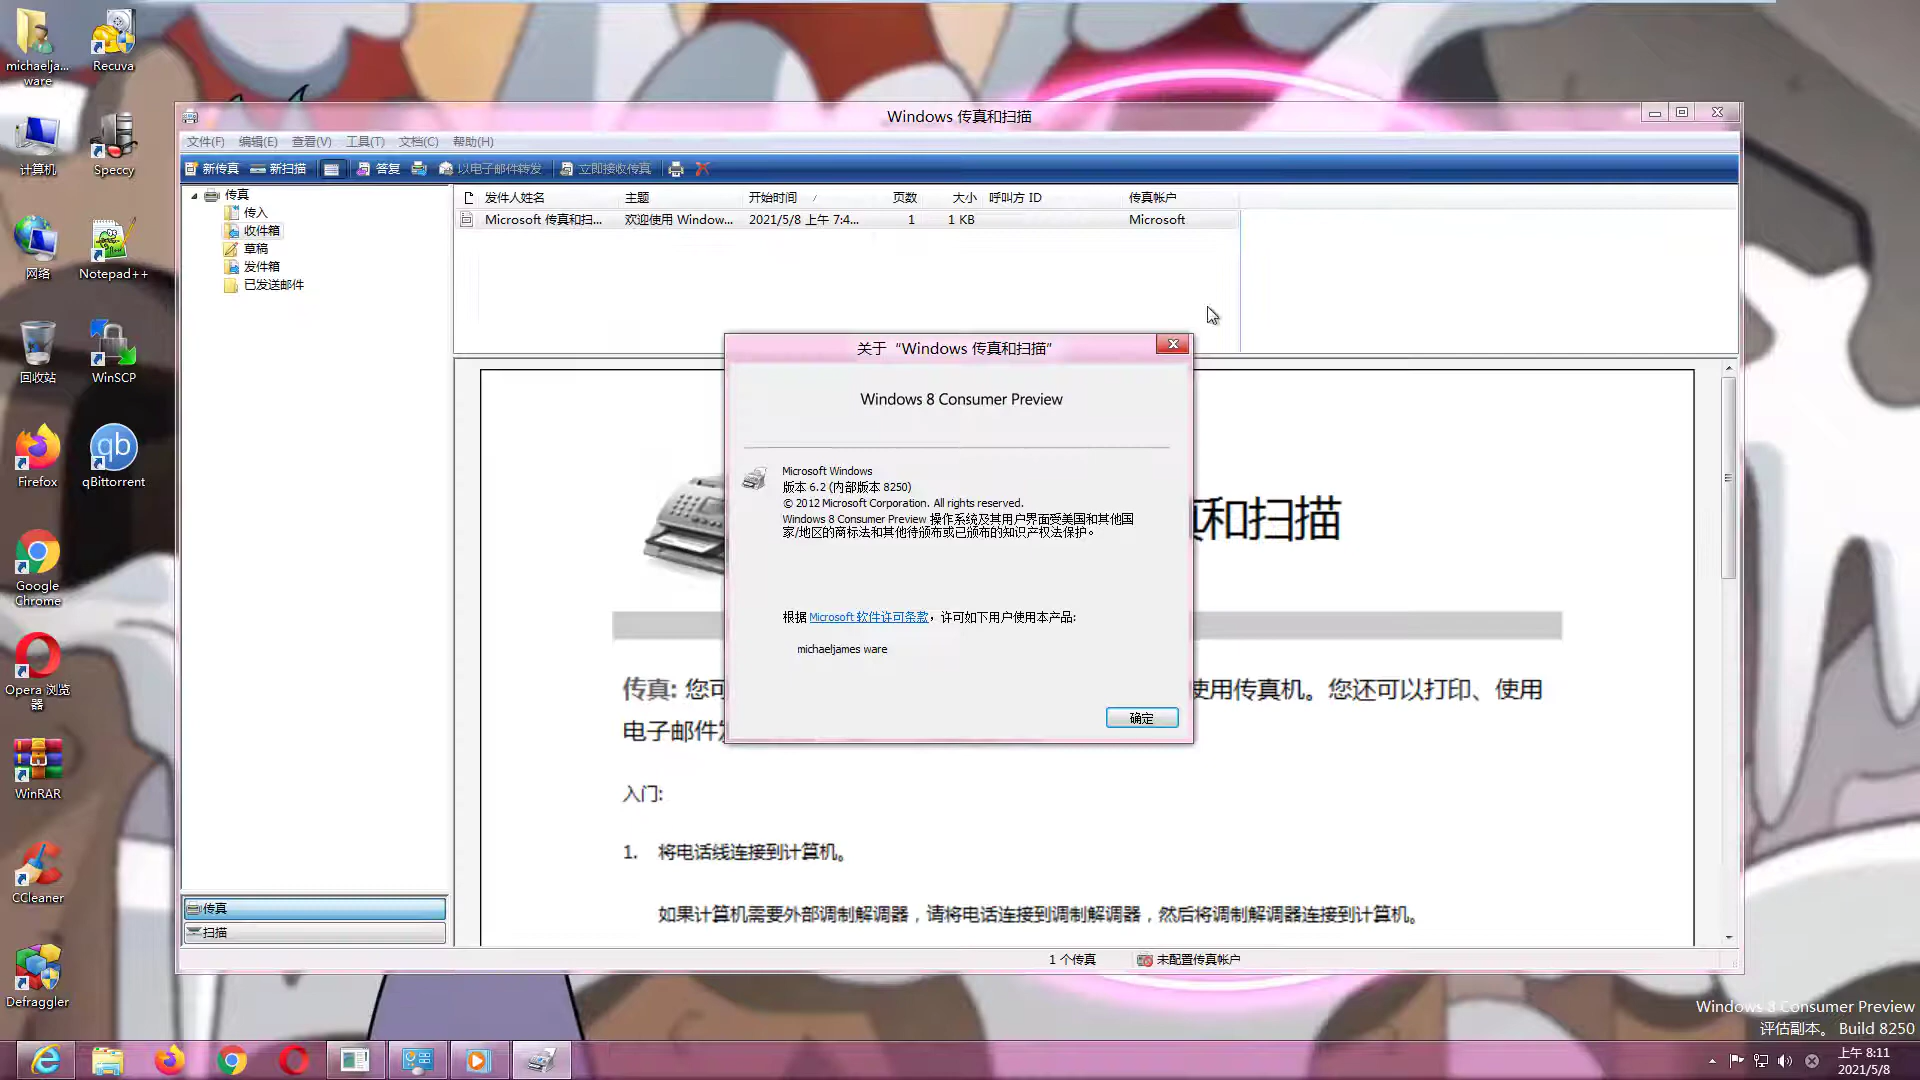 michaelja...
ware
Recuva
计算机
Speccy
网络
Notepad++
回收站
WinSCP
Firefox
qBittorrent
Google
Chrome
Opera 浏览
器
WinRAR
CCleaner
Defraggler
Windows 传真和扫描
文件(F) 编辑(E) 查看(V) 工具(T) 文档(C) 帮助(H)
新传真 新扫描 答复 以电子邮件转发 立即接收传真
传真
传入
收件箱
草稿
发件箱
已发送邮件
发件人姓名 主题 开始时间 页数 大小 呼叫方 ID 传真帐户
Microsoft 传真和扫... 欢迎使用 Window... 2021/5/8 上午 7:4... 1 1 KB Microsoft
关于“Windows 传真和扫描”
Windows 8 Consumer Preview
Microsoft Windows
版本 6.2 (内部版本 8250)
© 2012 Microsoft Corporation. All rights reserved.
Windows 8 Consumer Preview 操作系统及其用户界面受美国和其他国
家/地区的商标法和其他待颁布或已颁布的知识产权法保护。
根据 Microsoft 软件许可条款，许可如下用户使用本产品:
michaeljames ware
确定
真和扫描
传真: 您可 使用传真机。您还可以打印、使用
电子邮件发
入门:
1. 将电话线连接到计算机。
如果计算机需要外部调制解调器，请将电话连接到调制解调器，然后将调制解调器连接到计算机。
传真
扫描
1 个传真 未配置传真帐户
Windows 8 Consumer Preview
评估副本。 Build 8250
上午 8:11
2021/5/8